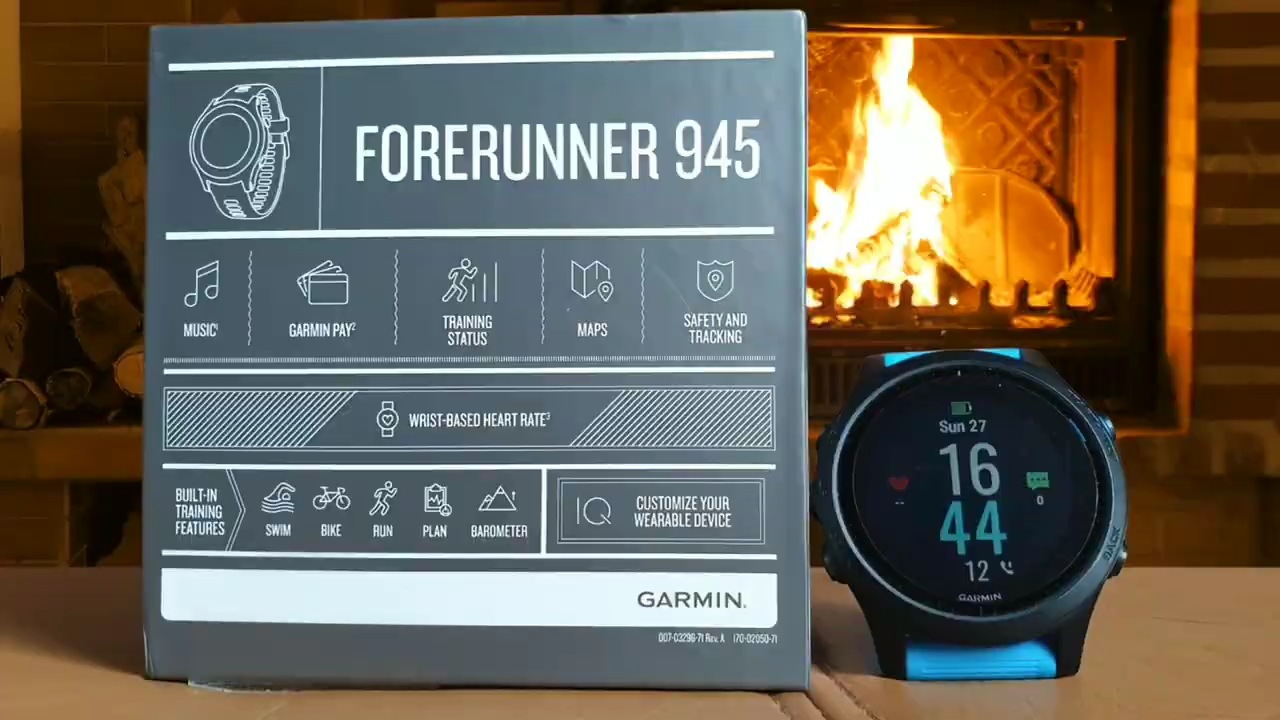 FORERUNNER 945
MUSIC¹
GARMIN PAY²
TRAINING
STATUS
MAPS
SAFETY AND
TRACKING
WRIST-BASED HEART RATE³
BUILT-IN
TRAINING
FEATURES
SWIM
BIKE
RUN
PLAN
BAROMETER
IQ
CUSTOMIZE YOUR
WEARABLE DEVICE
GARMIN.
007-03296-71 Rev. A 170-02050-71
Sun 27
16
44
--
0
12
GARMIN
BACK